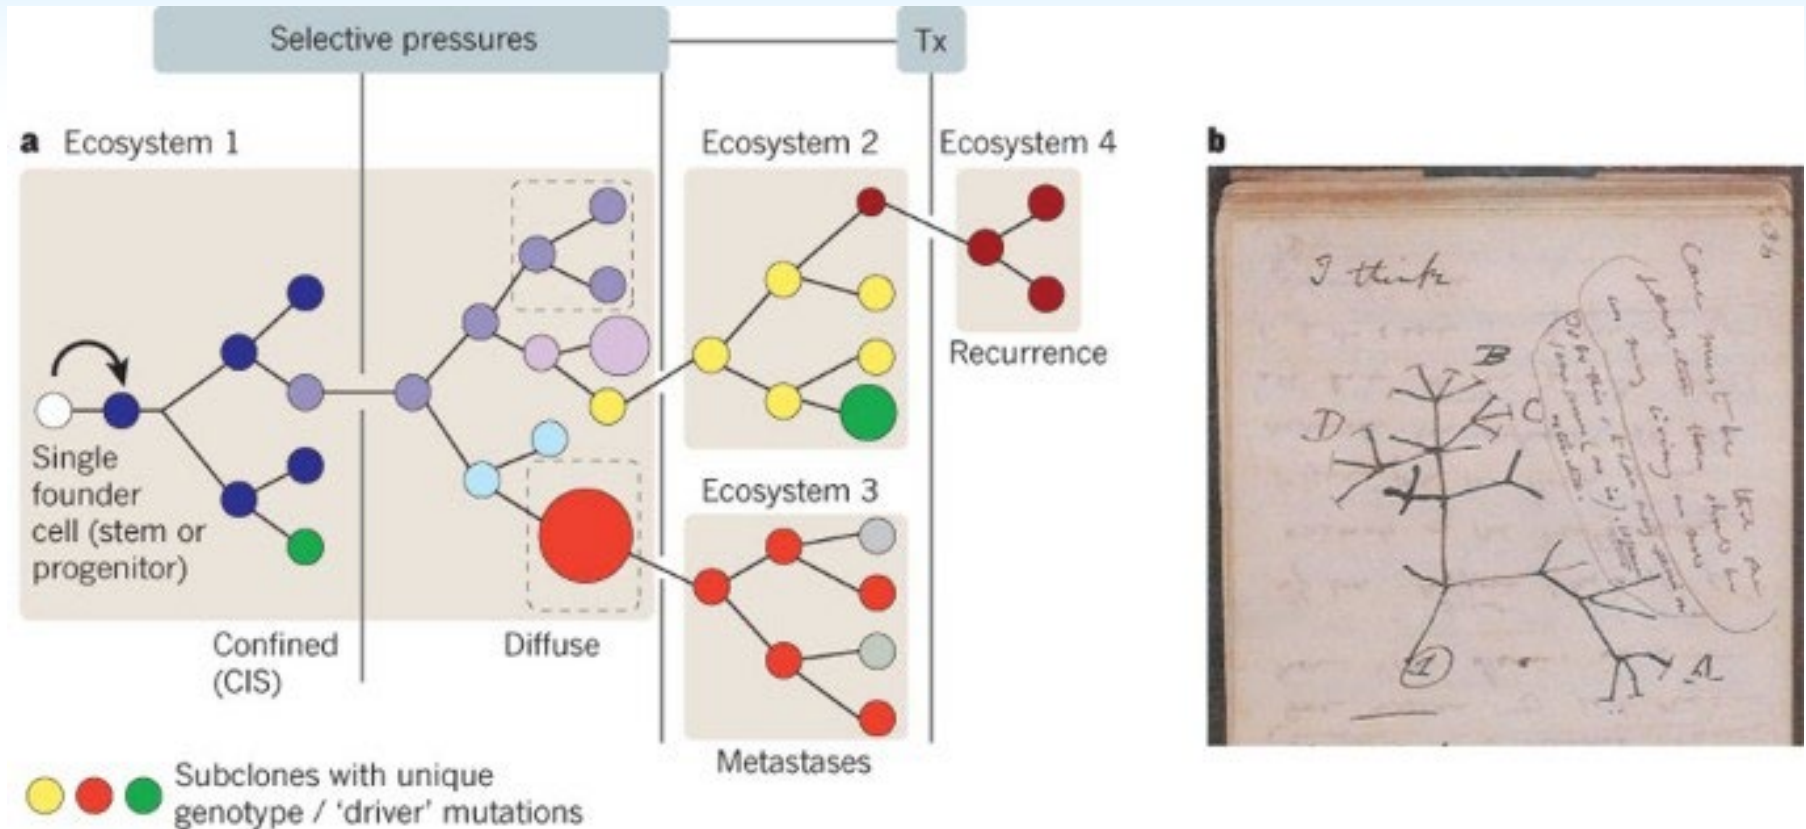 Selective pressures
Tx
a Ecosystem 1
Ecosystem 2
Ecosystem 4
Single
founder
cell (stem or
progenitor)
Recurrence
Ecosystem 3
Confined
(CIS)
Diffuse
Metastases
Subclones with unique
genotype / ‘driver’ mutations
b
36
I think
B
C
D
A
1